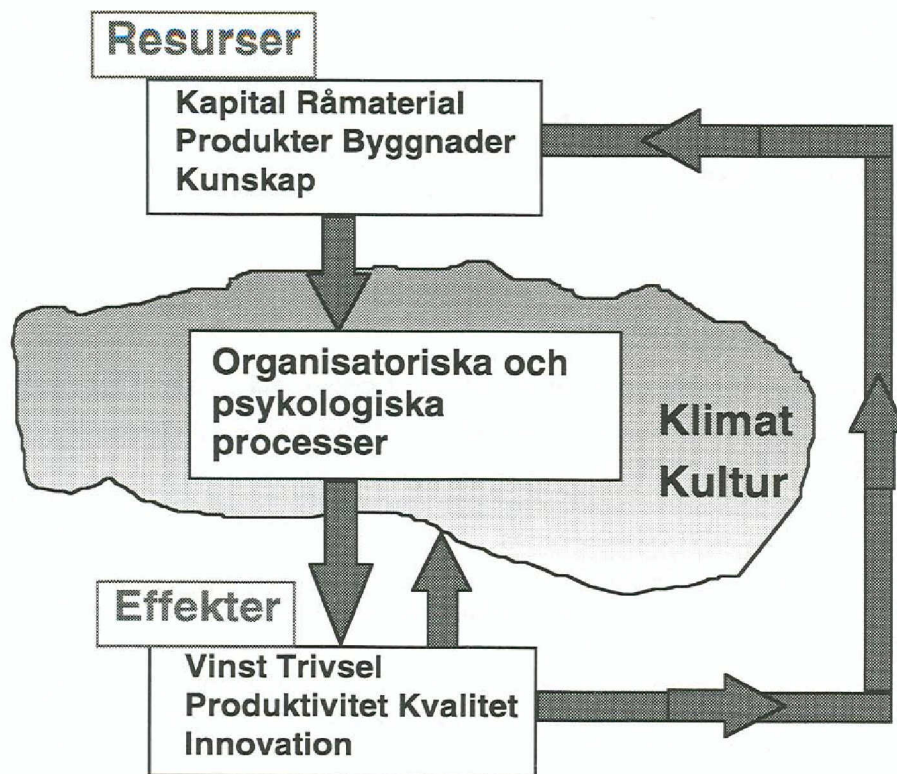 Resurser
Kapital Råmaterial
Produkter Byggnader
Kunskap
Organisatoriska och
psykologiska
processer
Klimat
Kultur
Effekter
Vinst Trivsel
Produktivitet Kvalitet
Innovation